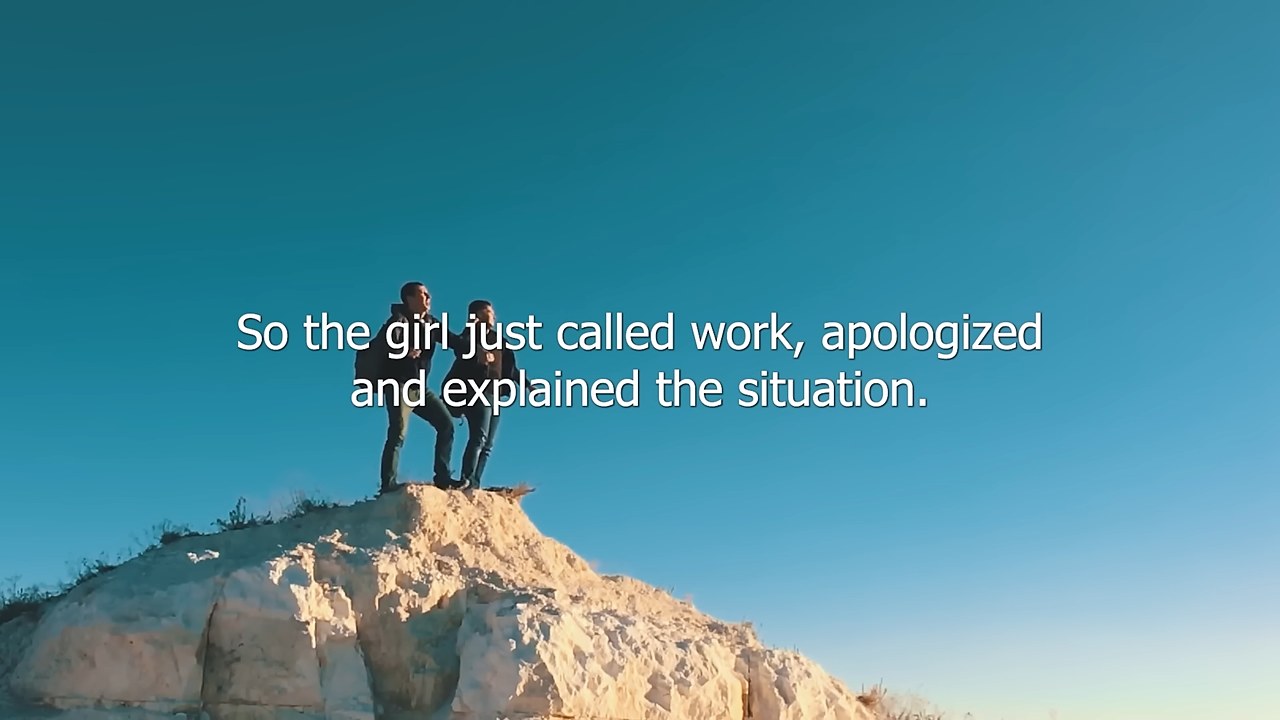 So the girl just called work, apologized
and explained the situation.